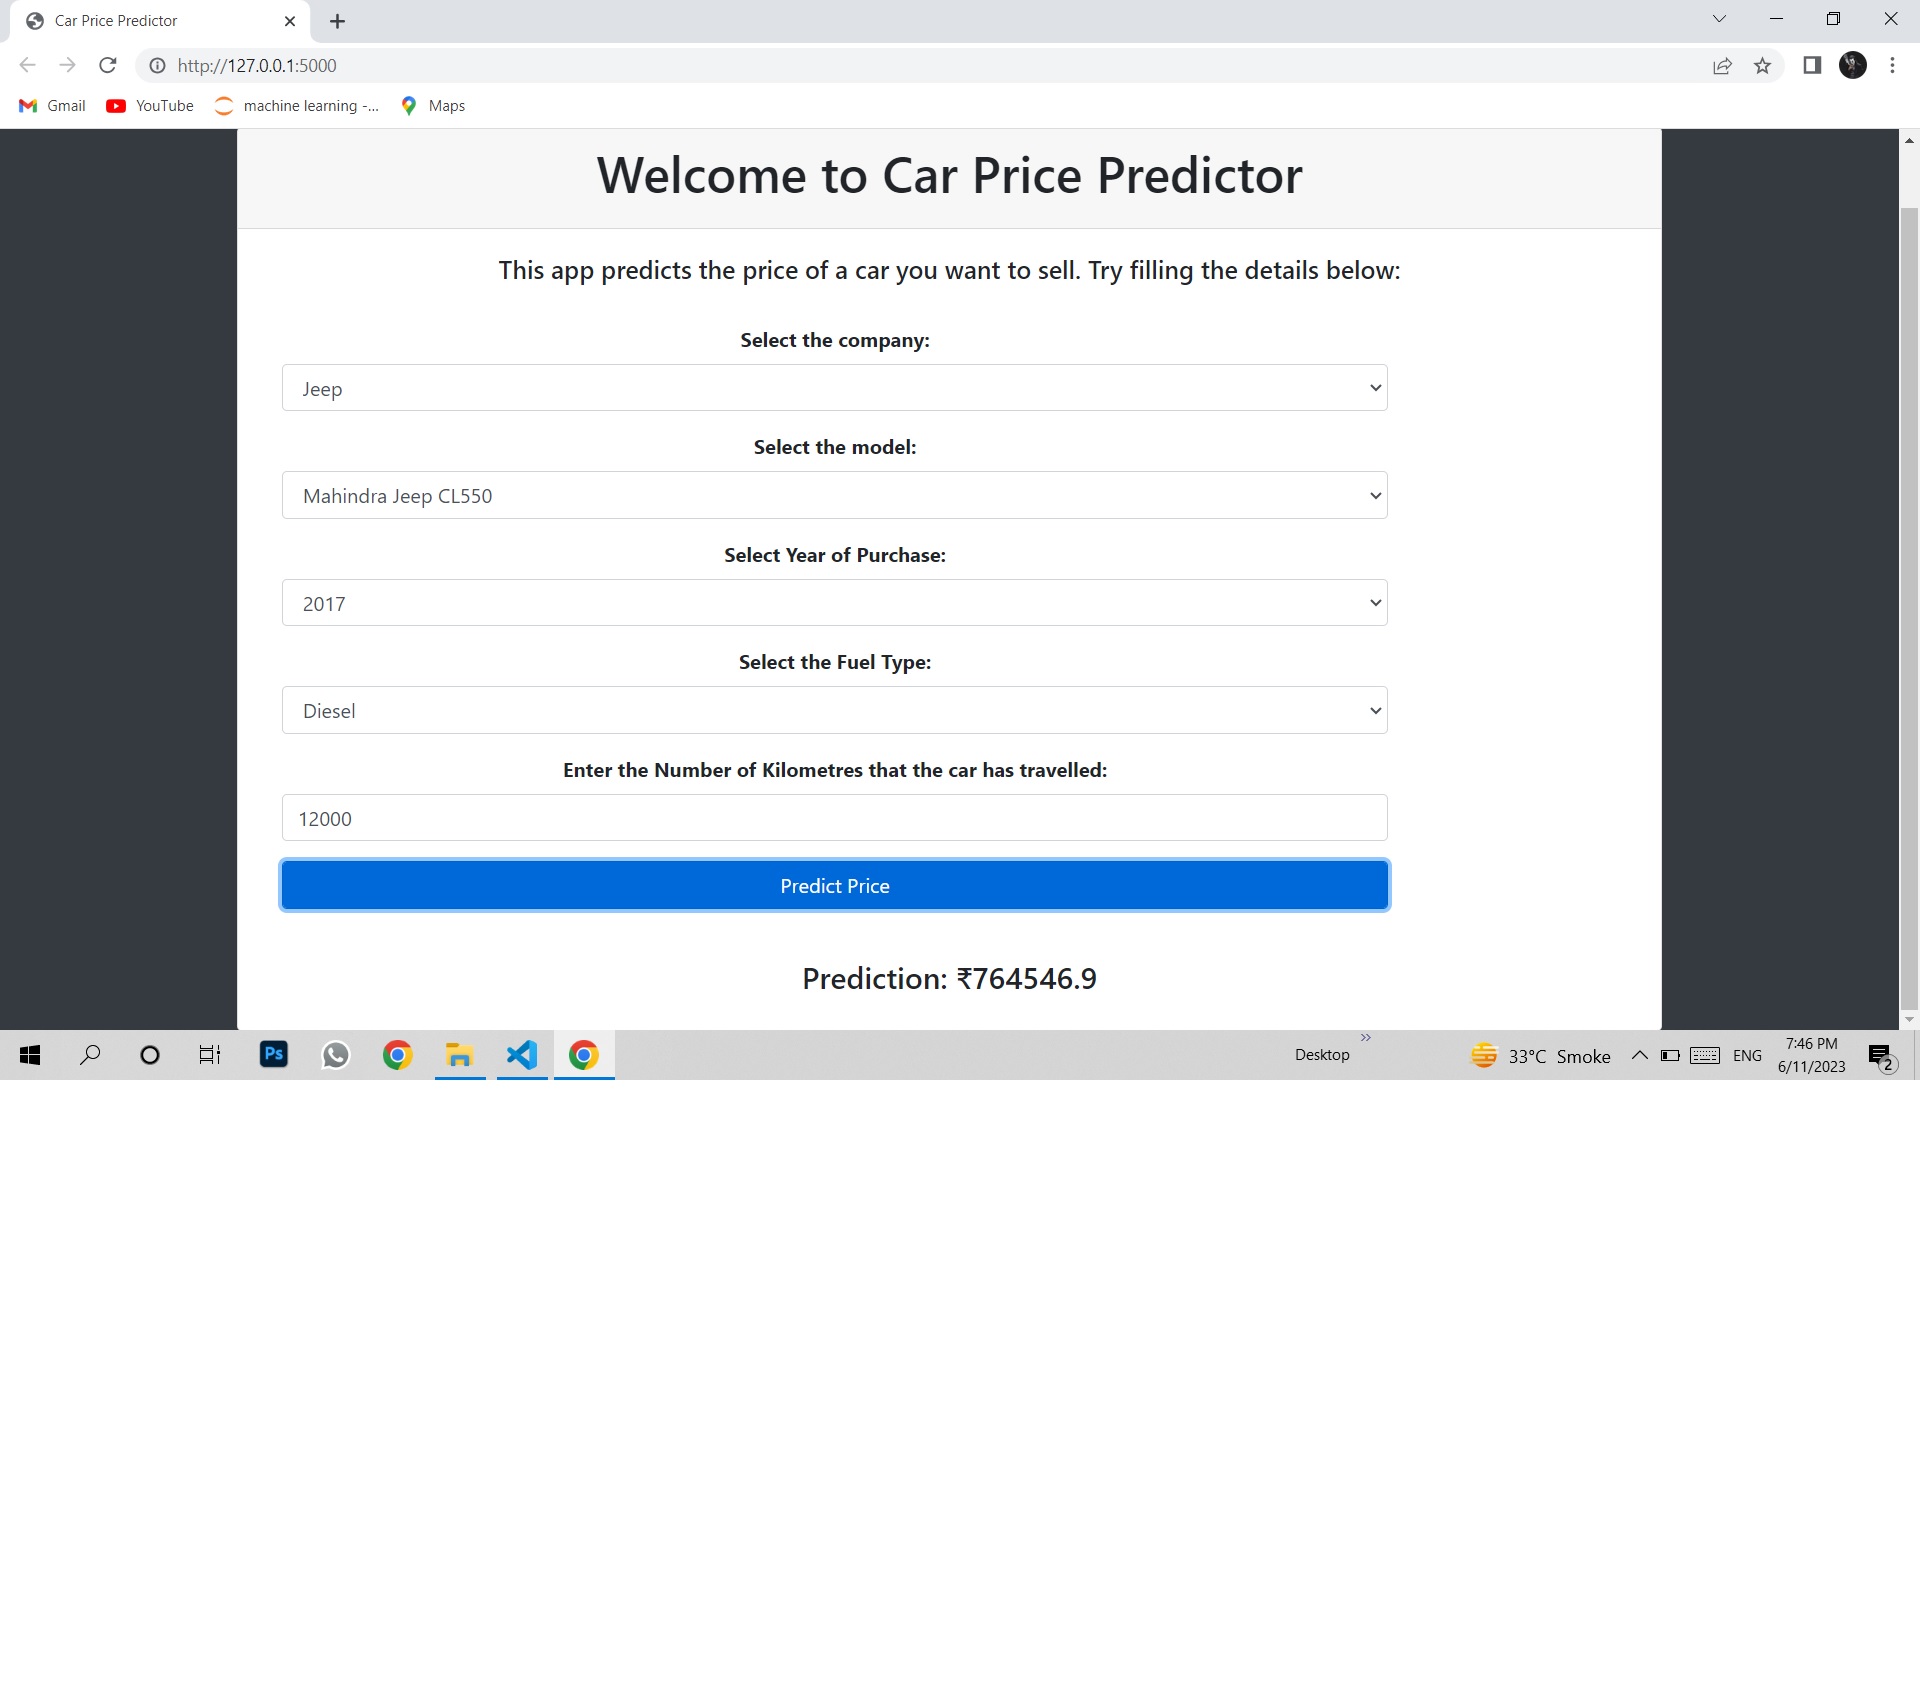 Car Price Predictor
http://127.0.0.1:5000
Gmail YouTube machine learning -... Maps
Welcome to Car Price Predictor
This app predicts the price of a car you want to sell. Try filling the details below:
Select the company:
Jeep
Select the model:
Mahindra Jeep CL550
Select Year of Purchase:
2017
Select the Fuel Type:
Diesel
Enter the Number of Kilometres that the car has travelled:
12000
Predict Price
Prediction: ₹764546.9
Ps
Desktop
33°C Smoke
ENG
7:46 PM
6/11/2023
2